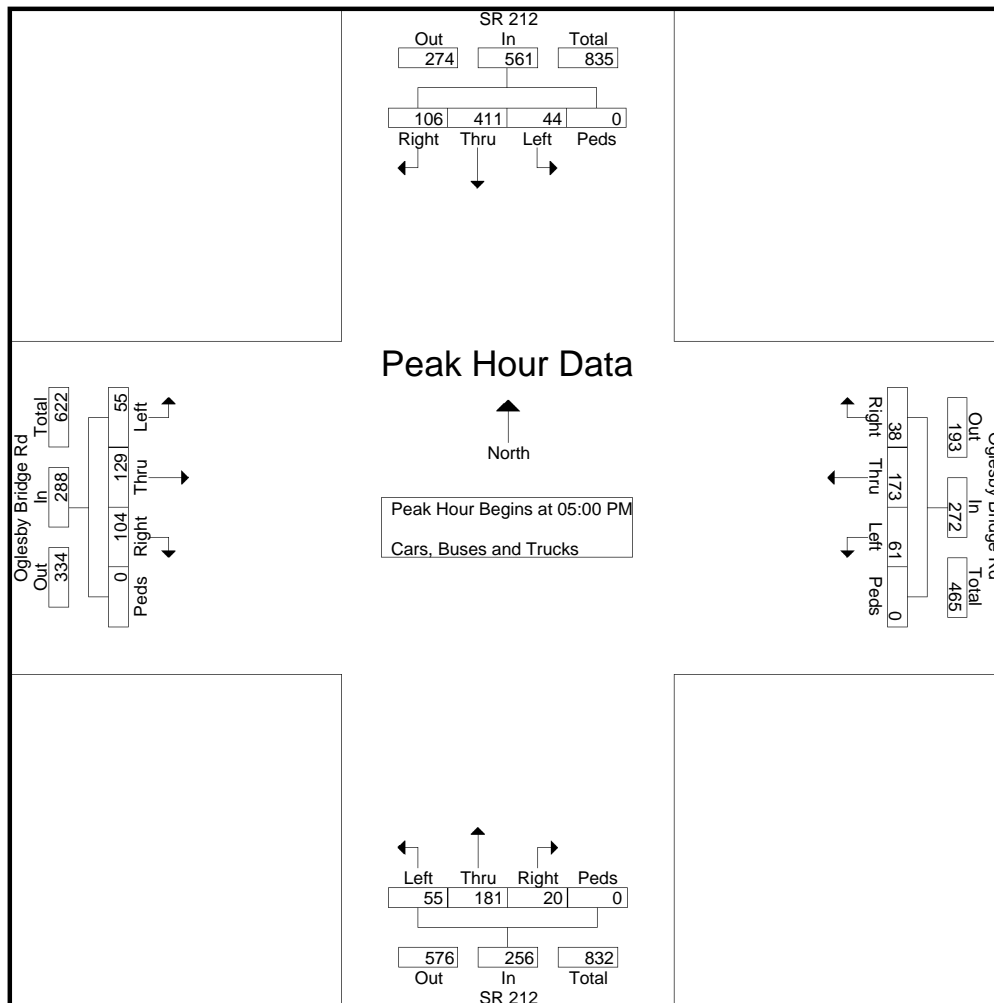 SR 212
Out In Total
274 561 835
106 411 44 0
Right Thru Left Peds
Peak Hour Data
North
Peak Hour Begins at 05:00 PM
Cars, Buses and Trucks
Oglesby Bridge Rd
Out In Total
334 288 622
55 129 104 0
Left Thru Right Peds
Oglesby Bridge Rd
Out In Total
193 272 465
38 173 61 0
Right Thru Left Peds
Left Thru Right Peds
55 181 20 0
576 256 832
Out In Total
SR 212